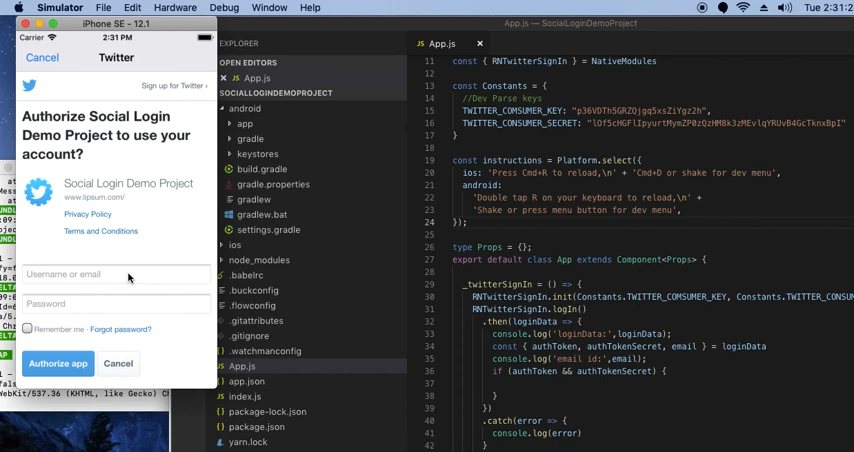 Simulator File Edit Hardware Debug Window Help
Tue 2:31:2
iPhone SE - 12.1
App.js — SocialLoginDemoProject
Carrier 2:31 PM
Cancel Twitter
Sign up for Twitter ›
Authorize Social Login
Demo Project to use your
account?
Social Login Demo Project
www.lipsum.com/
Privacy Policy
Terms and Conditions
Username or email
Password
Remember me · Forgot password?
Authorize app Cancel
EXPLORER
OPEN EDITORS
JS App.js
SOCIALLOGINDEMOPROJECT
android
app
gradle
keystores
build.gradle
gradle.properties
gradlew
gradlew.bat
settings.gradle
ios
node_modules
.babelrc
.buckconfig
.flowconfig
.gitattributes
.gitignore
.watchmanconfig
App.js
app.json
JS index.js
package-lock.json
package.json
yarn.lock
JS App.js
11 const { RNTwitterSignIn } = NativeModules
12
13 const Constants = {
14 //Dev Parse keys
15 TWITTER_COMSUMER_KEY: "p36VDTh5GRZQjgq5xsZiYgz2h",
16 TWITTER_CONSUMER_SECRET: "lOf5cHGFlIpyurtMymZP0zQzHM8k3zMEvlqYRUvB4GcTknxBpI"
17 }
18
19 const instructions = Platform.select({
20 ios: 'Press Cmd+R to reload,\n' + 'Cmd+D or shake for dev menu',
21 android:
22 'Double tap R on your keyboard to reload,\n' +
23 'Shake or press menu button for dev menu',
24 });
25
26 type Props = {};
27 export default class App extends Component<Props> {
28
29 _twitterSignIn = () => {
30 RNTwitterSignIn.init(Constants.TWITTER_COMSUMER_KEY, Constants.TWITTER_CONSUM
31 RNTwitterSignIn.logIn()
32 .then(loginData => {
33 console.log('loginData:',loginData);
34 const { authToken, authTokenSecret, email } = loginData
35 console.log('email id:',email);
36 if (authToken && authTokenSecret) {
37
38 }
39 })
40 .catch(error => {
41 console.log(error)
42 }
WebKit/537.36 (KHTML, like Gecko) Ch